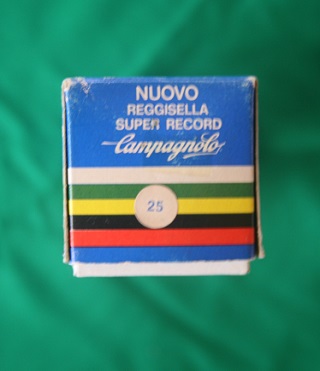 NUOVO
REGGISELLA
SUPER RECORD
Campagnolo
25